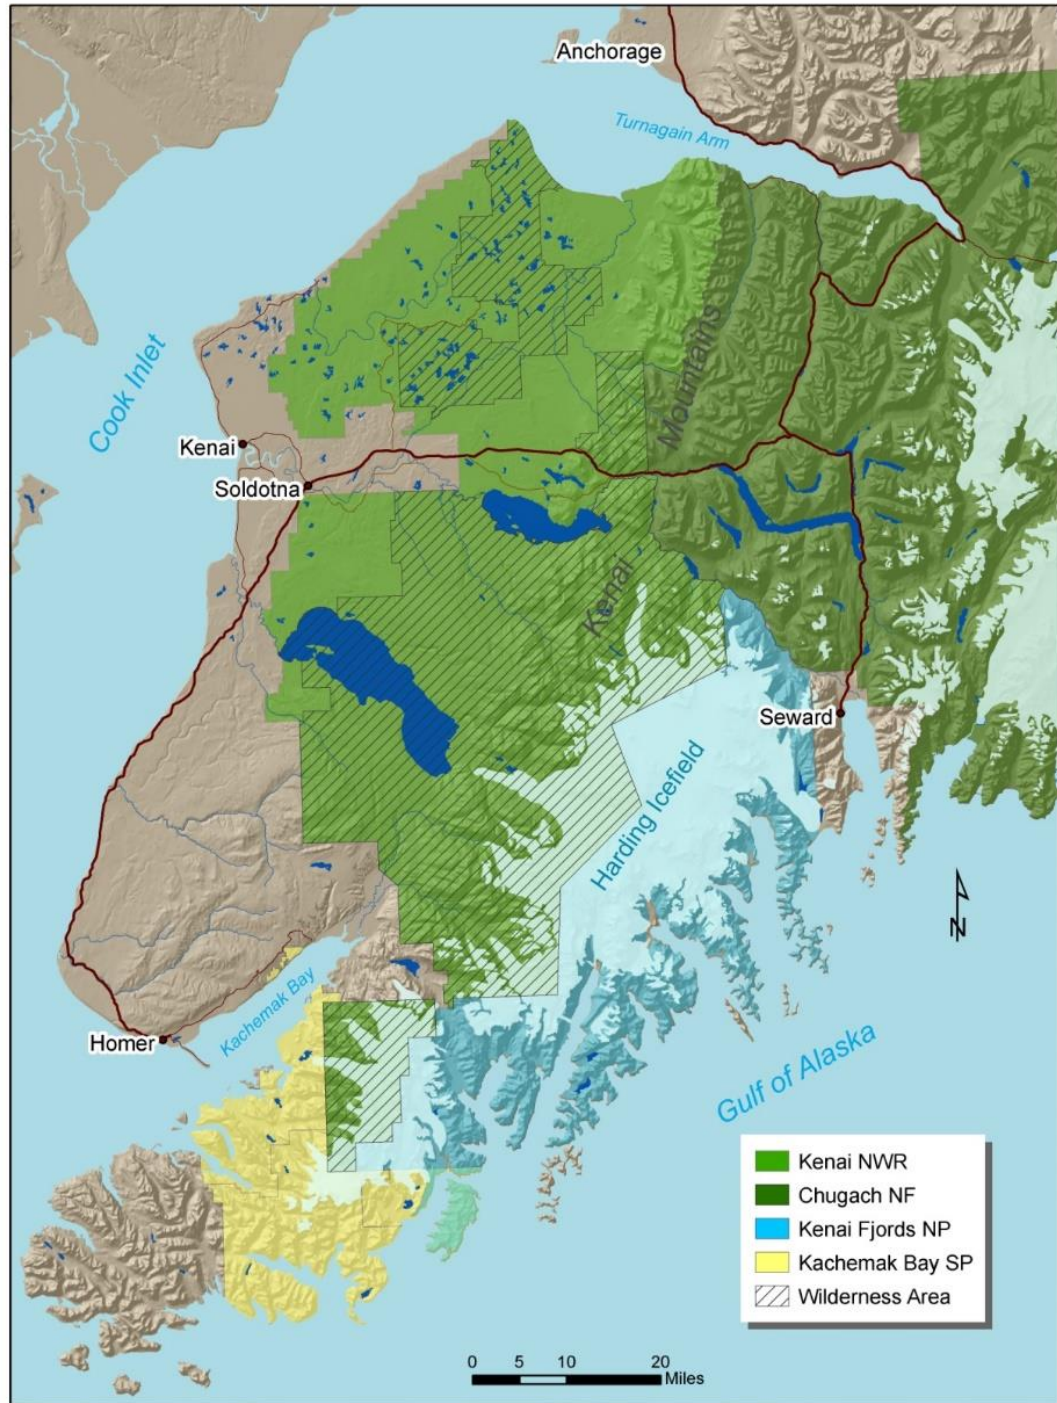 Anchorage
Turnagain Arm
Cook Inlet
Mountains
Kenai
Kenai
Soldotna
Seward
Harding Icefield
Kachemak Bay
Homer
Gulf of Alaska
N
Kenai NWR
Chugach NF
Kenai Fjords NP
Kachemak Bay SP
Wilderness Area
0 5 10 20
Miles